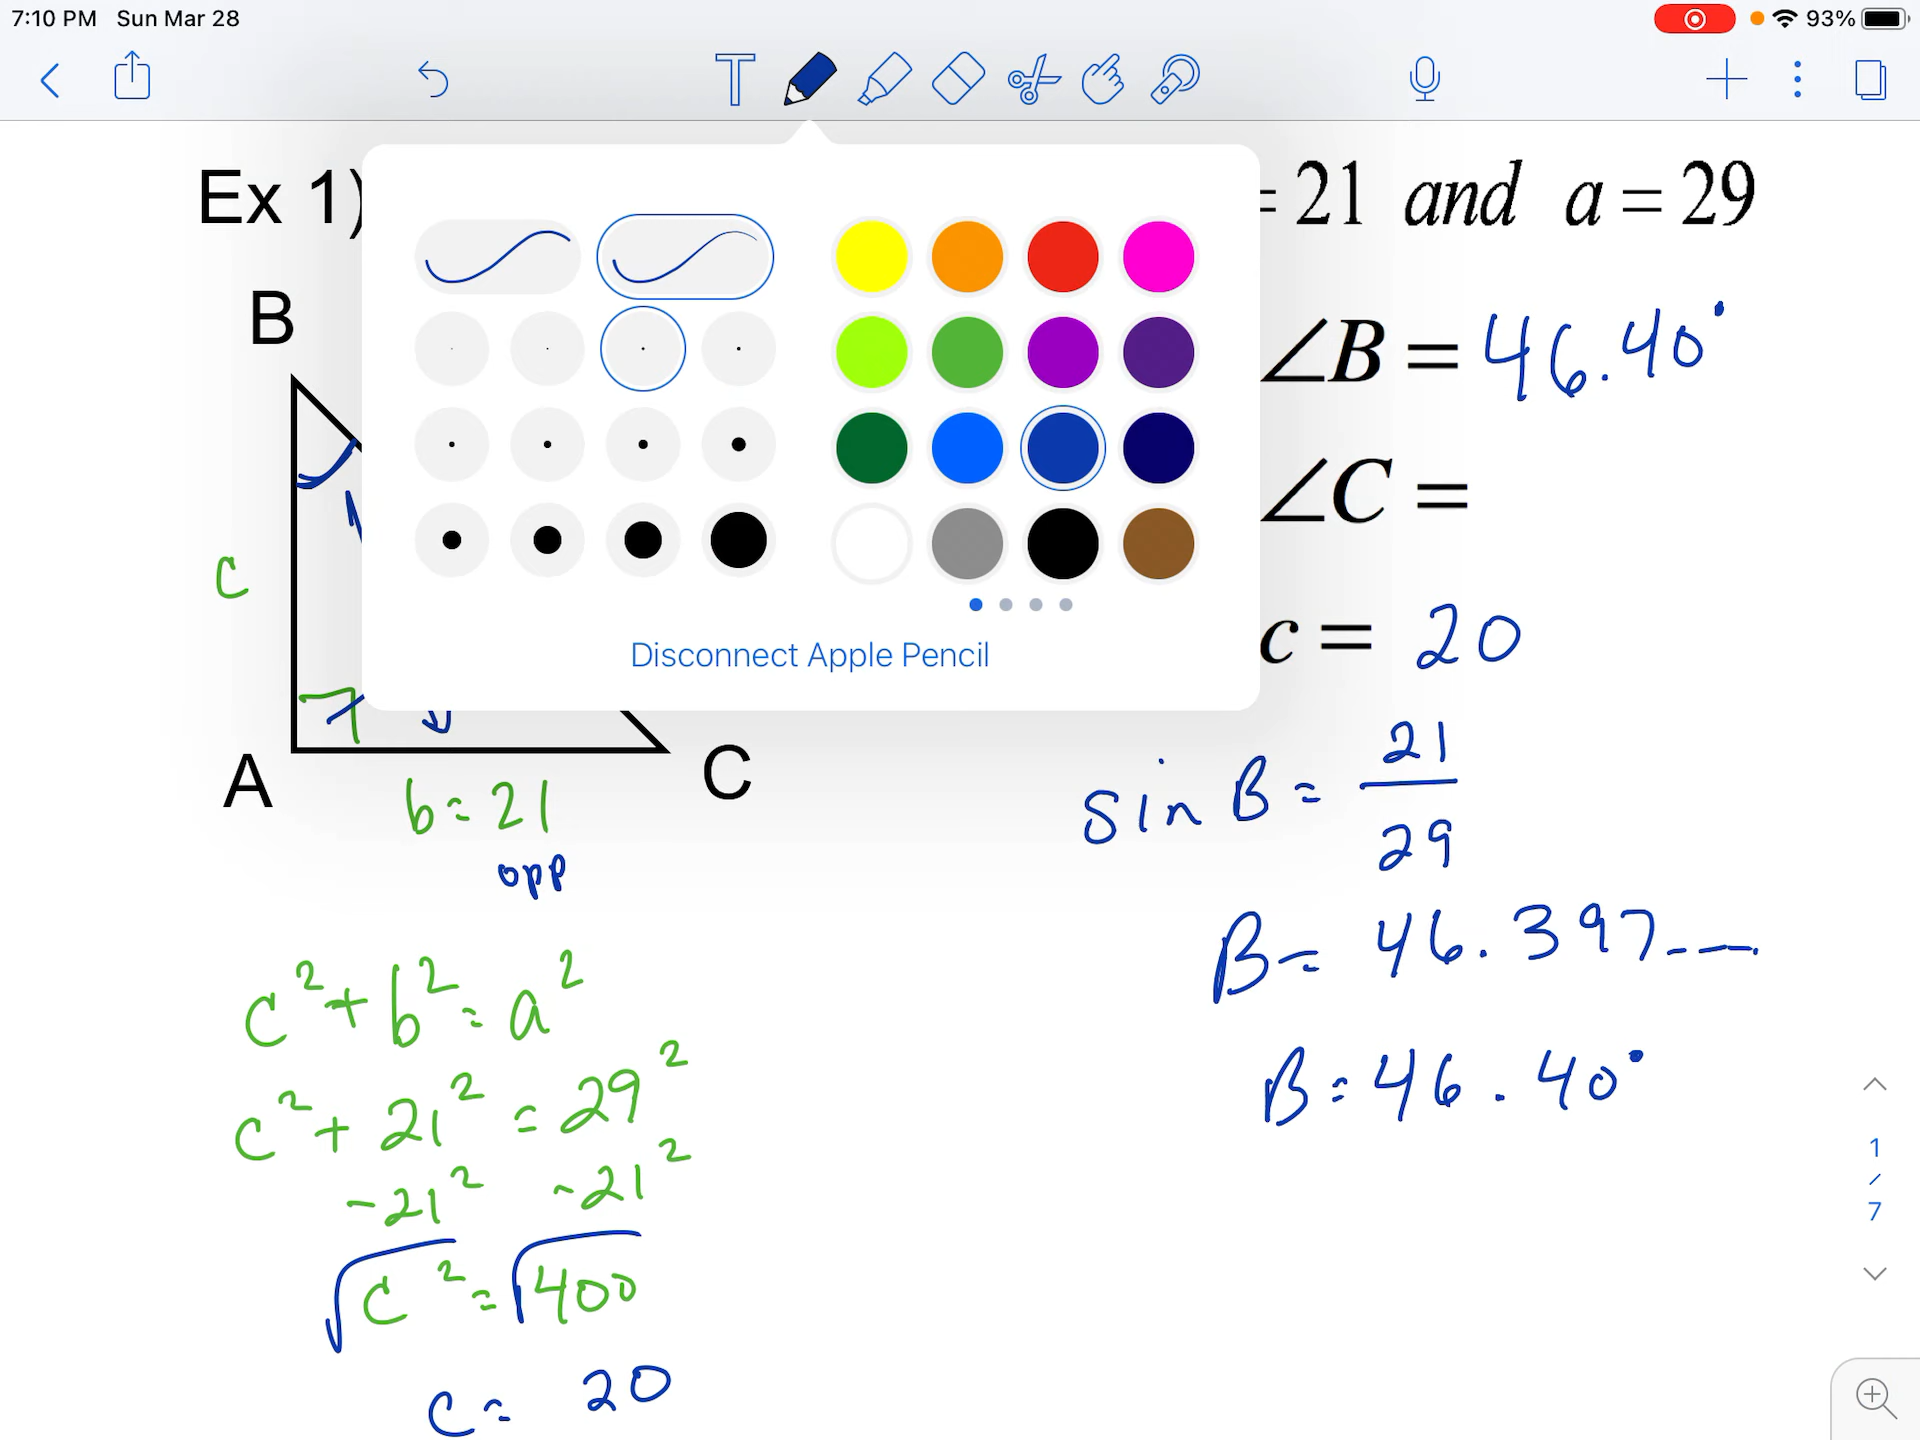 7:10 PM Sun Mar 28
93%
Ex 1)
= 21 and a = 29
B
∠B = 46.40°
∠C =
c
Disconnect Apple Pencil
c = 20
A
C
b = 21
opp
sin B = 21/29
B = 46.397---
B = 46.40°
c² + b² = a²
c² + 21² = 29²
-21² -21²
√c² = √400
c = 20
1
/
7